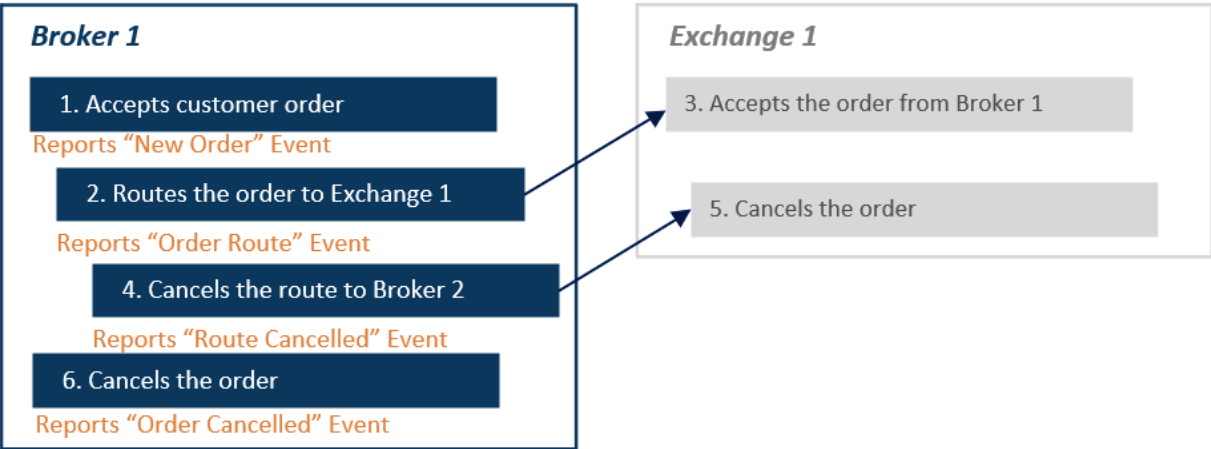 Broker 1
1. Accepts customer order
Reports “New Order” Event
2. Routes the order to Exchange 1
Reports “Order Route” Event
4. Cancels the route to Broker 2
Reports “Route Cancelled” Event
6. Cancels the order
Reports “Order Cancelled” Event
Exchange 1
3. Accepts the order from Broker 1
5. Cancels the order